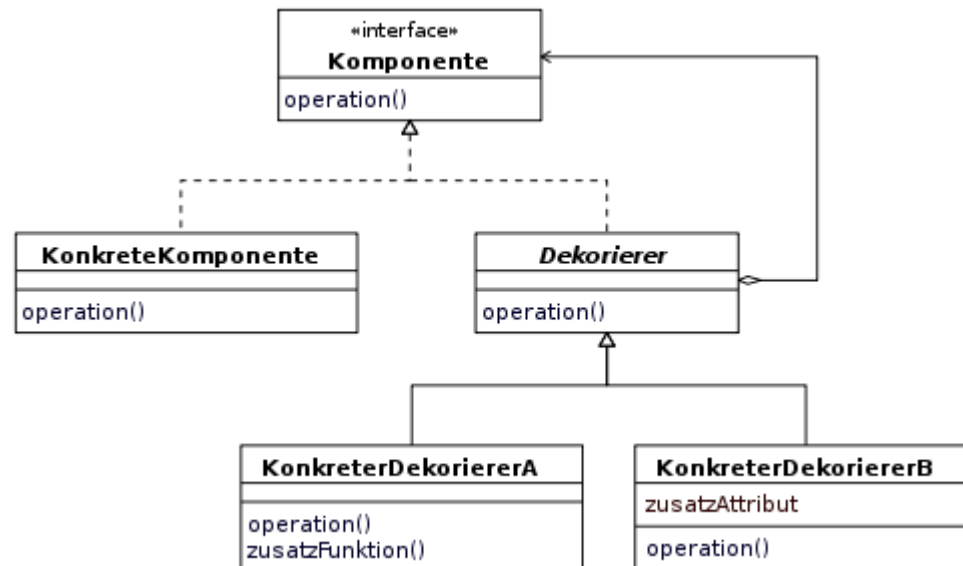 «interface»
Komponente
operation()
KonkreteKomponente
operation()
Dekorierer
operation()
KonkreterDekoriererA
operation()
zusatzFunktion()
KonkreterDekoriererB
zusatzAttribut
operation()